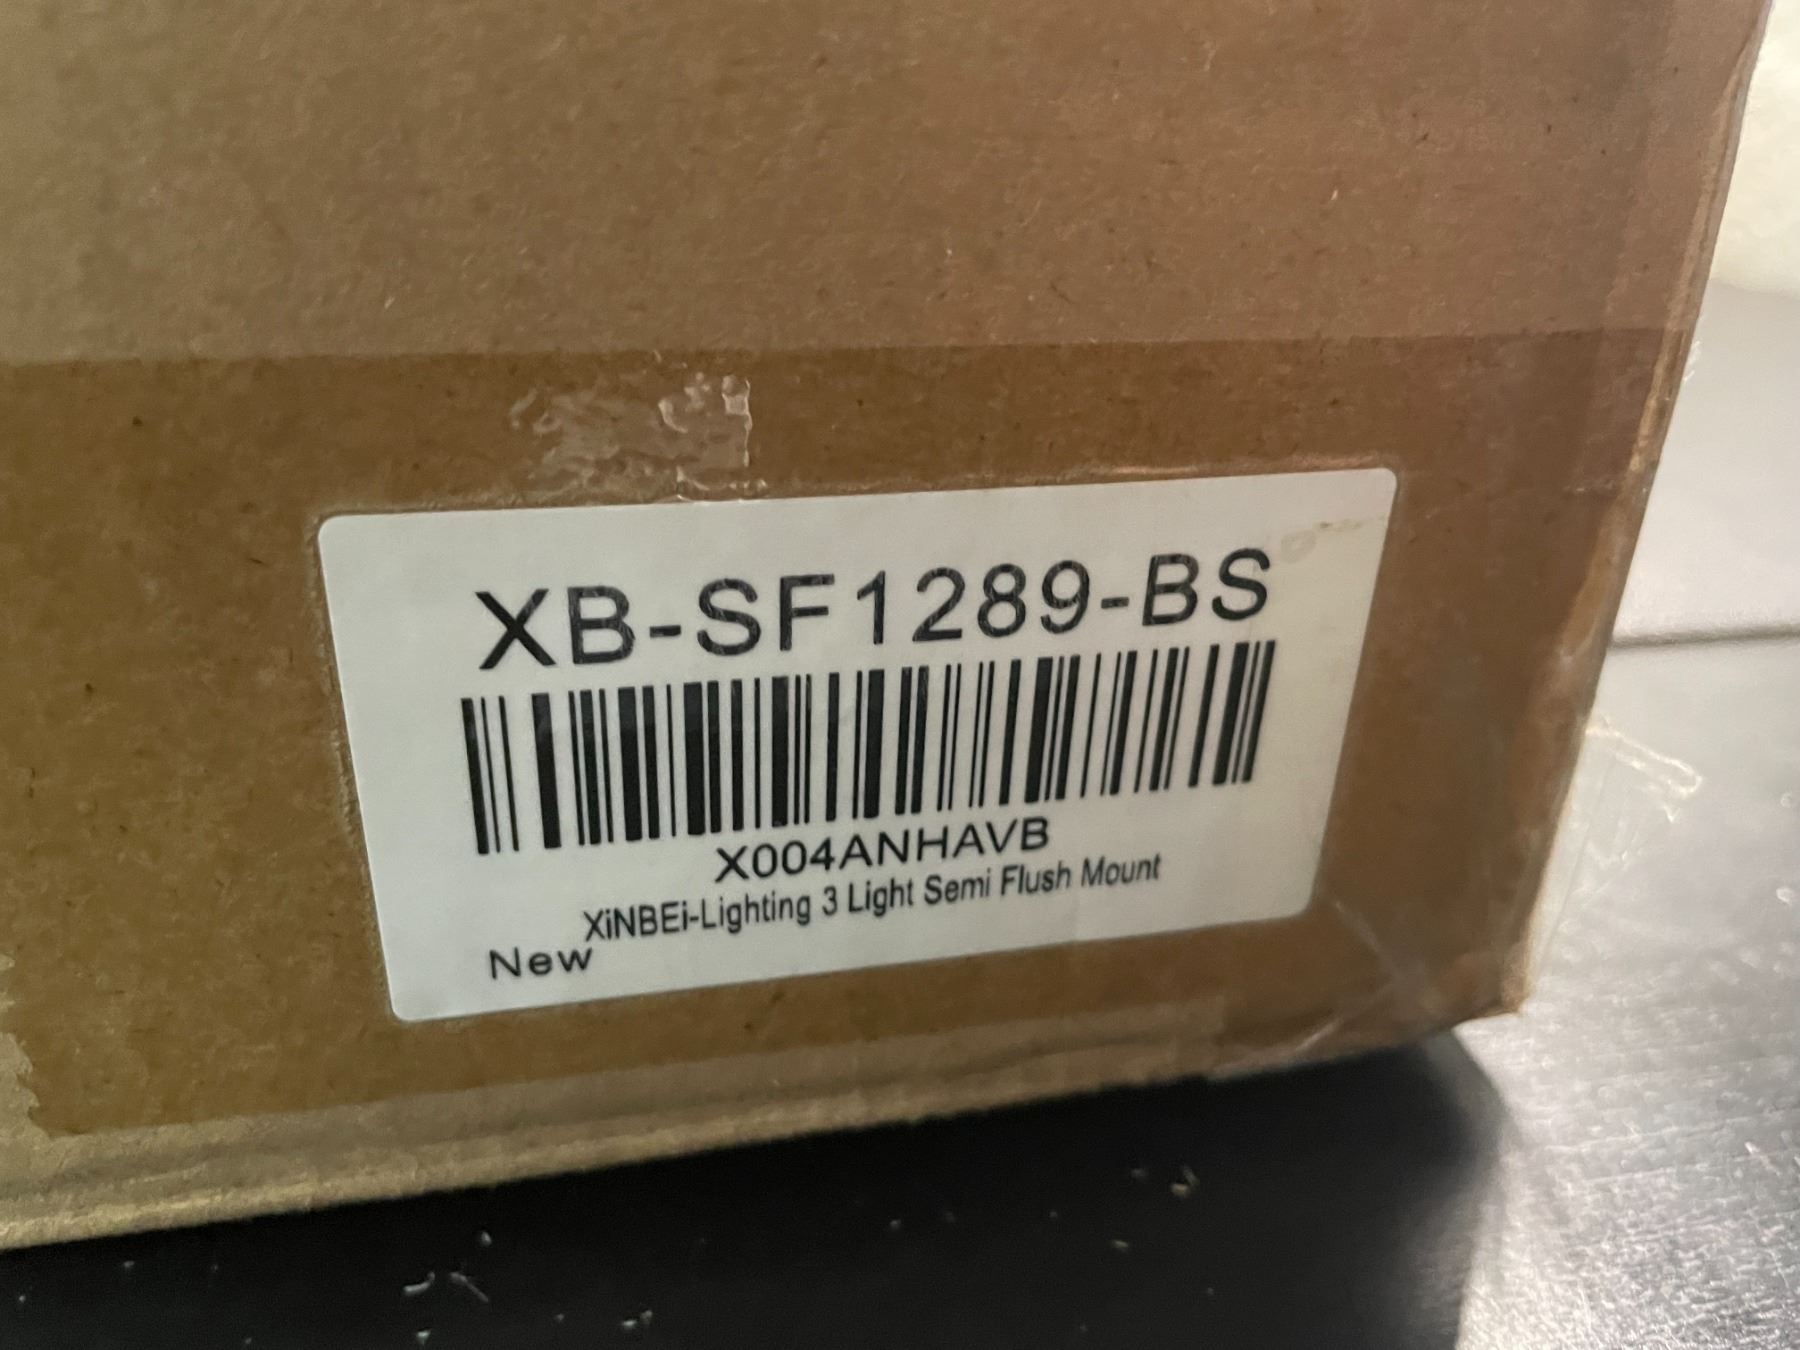 XB-SF1289-BS
X004ANHAVB
XiNBEi-Lighting 3 Light Semi Flush Mount
New